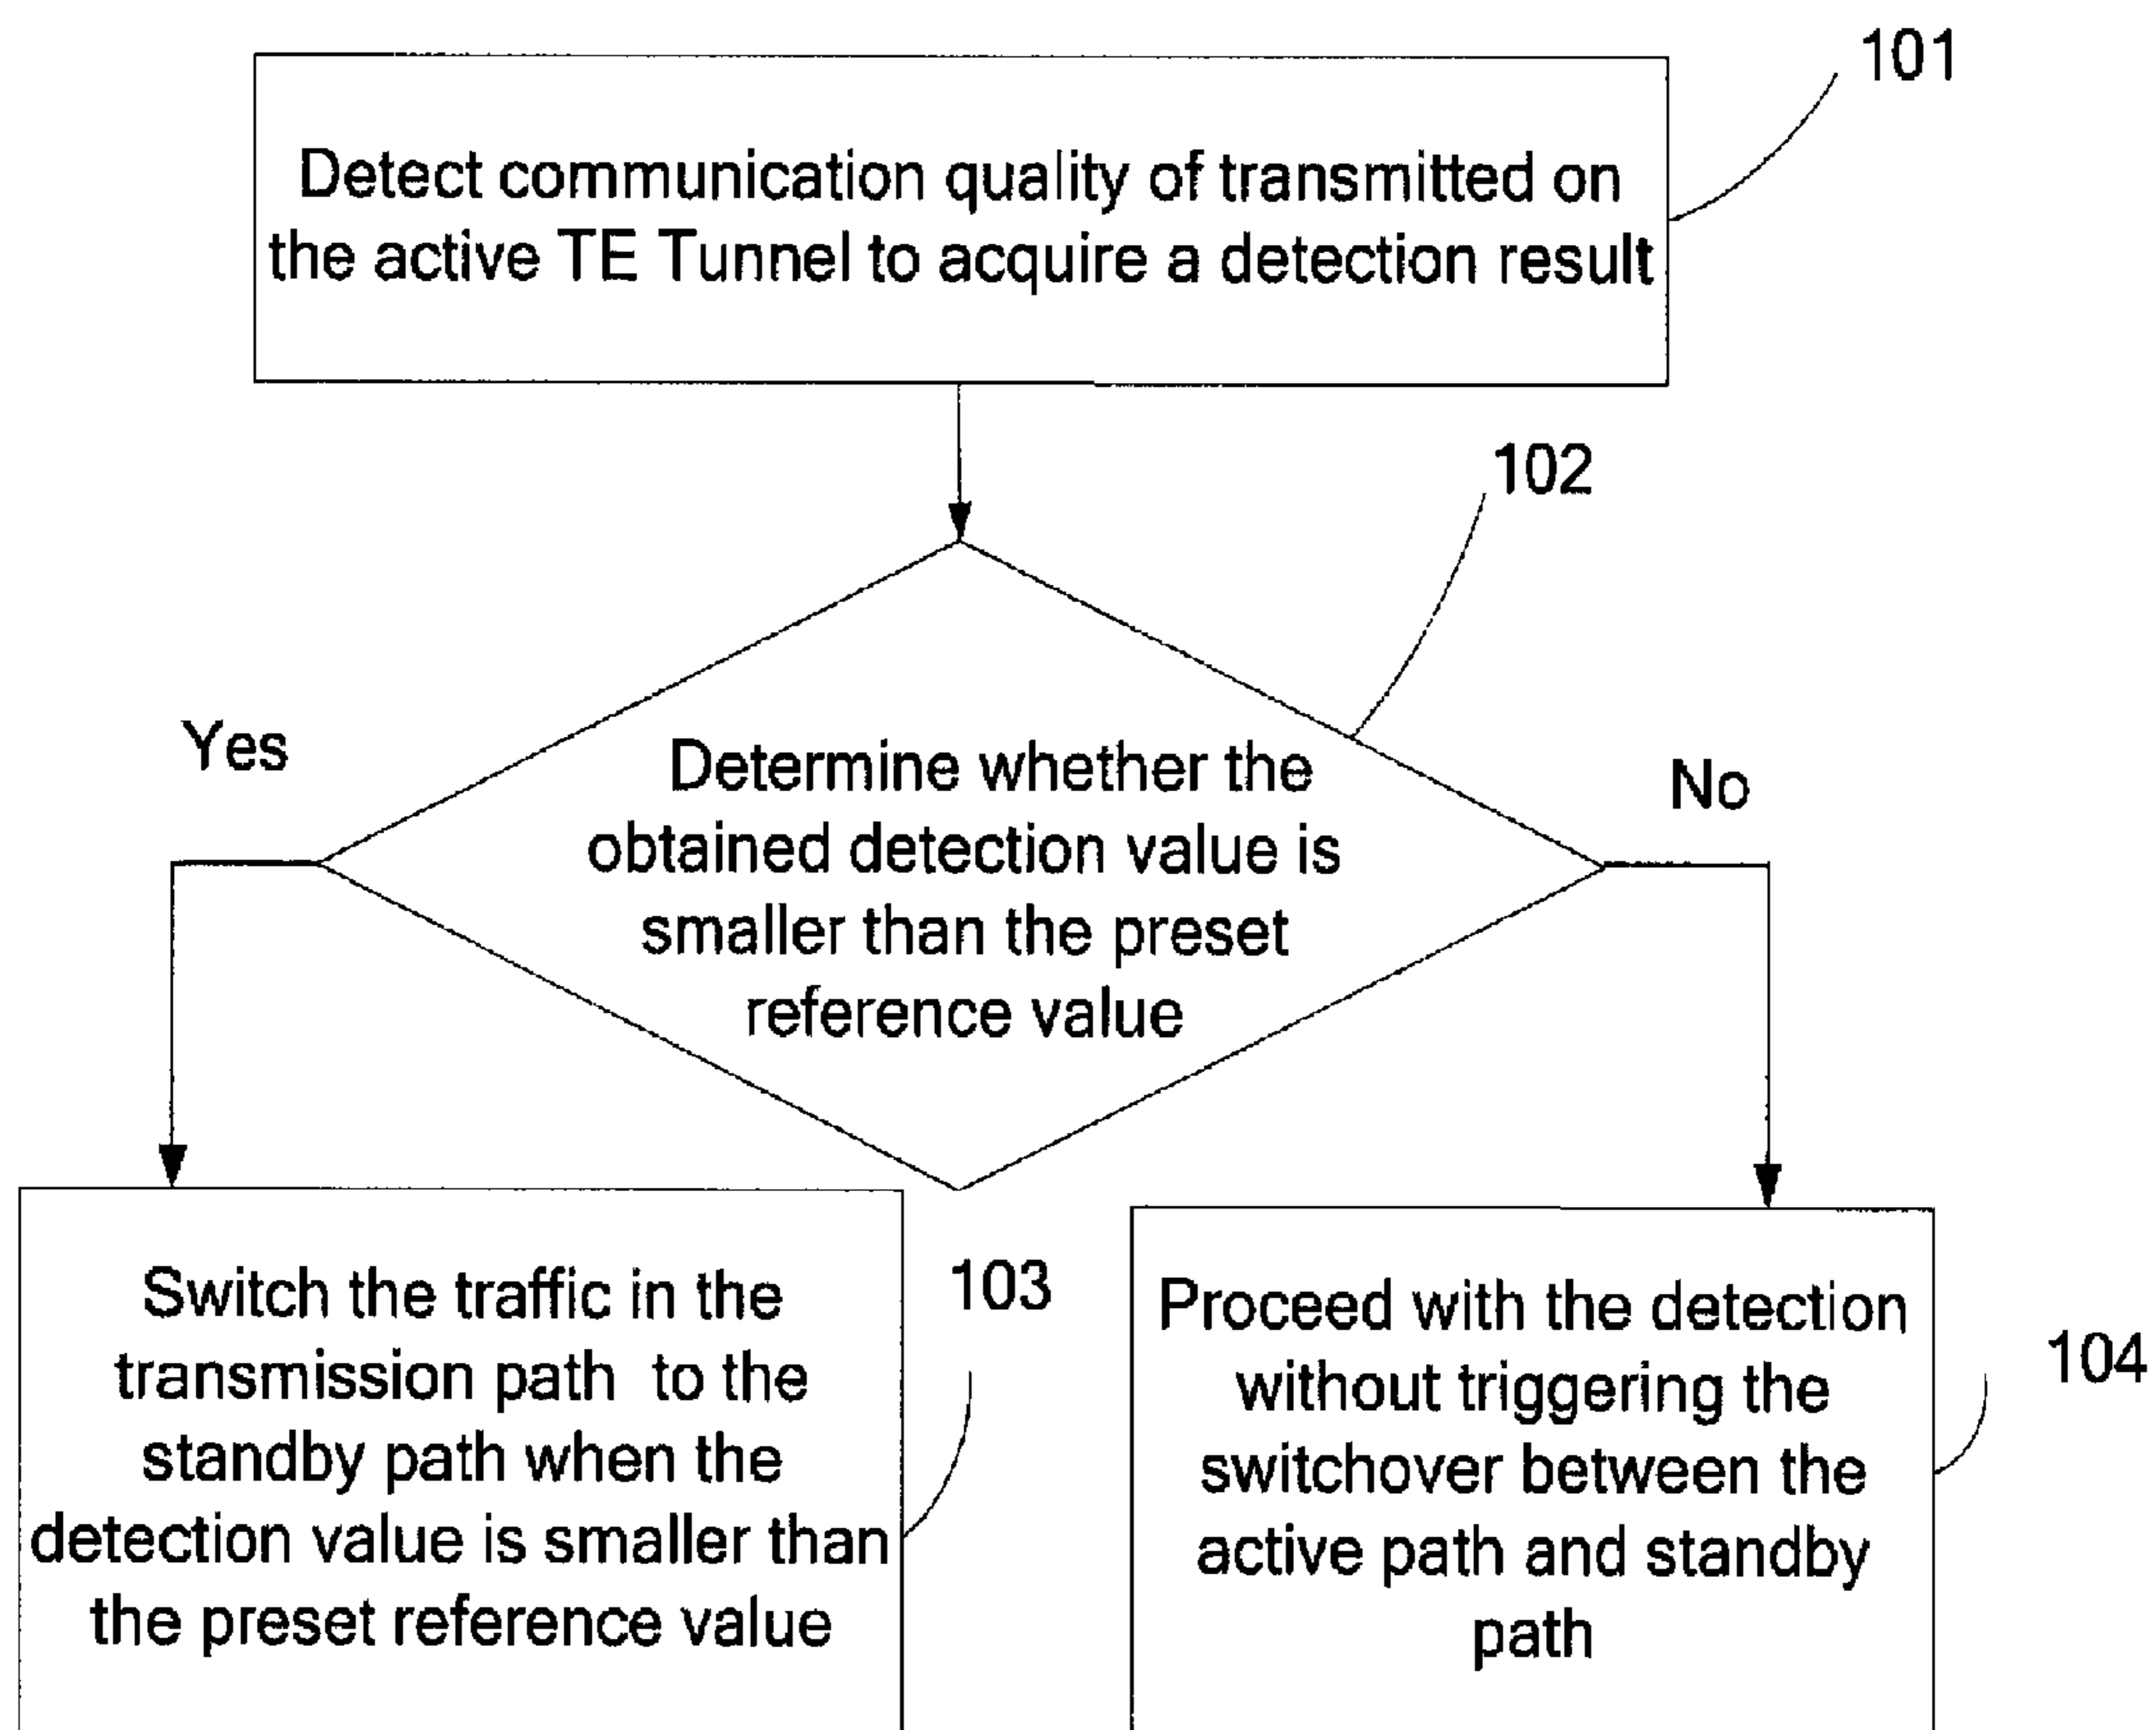 101
Detect communication quality of transmitted on
the active TE Tunnel to acquire a detection result
102
Yes
No
Determine whether the
obtained detection value is
smaller than the preset
reference value
Switch the traffic in the
transmission path to the
standby path when the
detection value is smaller than
the preset reference value
103
Proceed with the detection
without triggering the
switchover between the
active path and standby
path
104